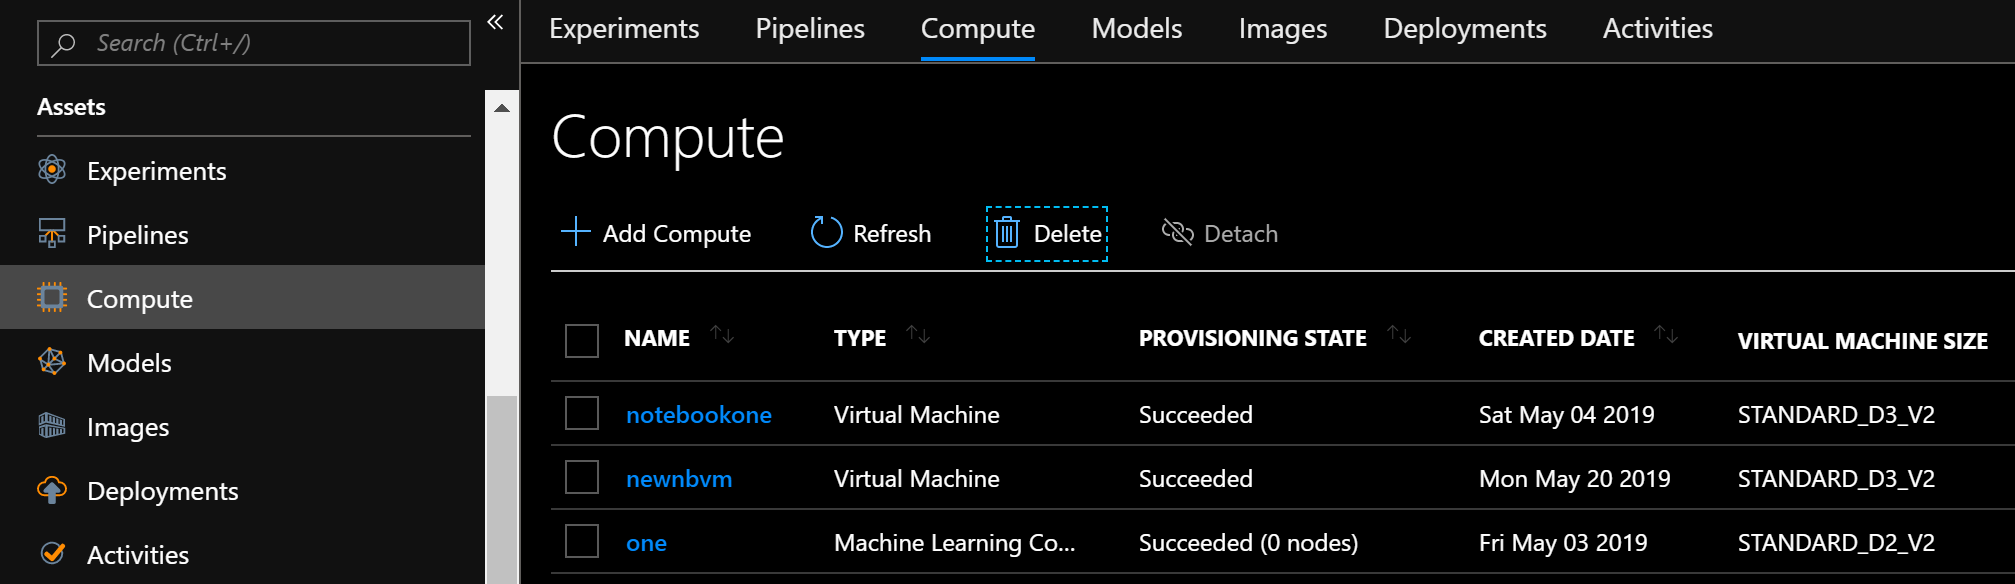 Search (Ctrl+/)
Assets
Experiments
Pipelines
Compute
Models
Images
Deployments
Activities
Experiments Pipelines Compute Models Images Deployments Activities
Compute
Add Compute Refresh Delete Detach
NAME TYPE PROVISIONING STATE CREATED DATE VIRTUAL MACHINE SIZE
notebookone Virtual Machine Succeeded Sat May 04 2019 STANDARD_D3_V2
newnbvm Virtual Machine Succeeded Mon May 20 2019 STANDARD_D3_V2
one Machine Learning Co... Succeeded (0 nodes) Fri May 03 2019 STANDARD_D2_V2